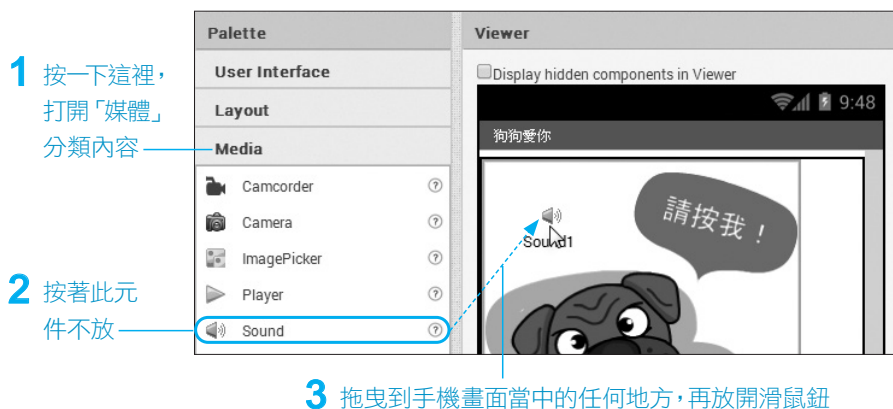 1 按一下這裡，
打開「媒體」
分類內容
2 按著此元
件不放
Palette
User Interface
Layout
Media
Camcorder
Camera
ImagePicker
Player
Sound
Viewer
Display hidden components in Viewer
9:48
狗狗愛你
請按我！
Sound1
3 拖曳到手機畫面當中的任何地方，再放開滑鼠鈕